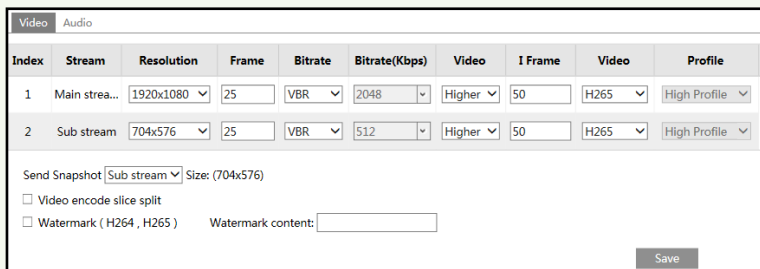 Video Audio
Index Stream Resolution Frame Bitrate Bitrate(Kbps) Video I Frame Video Profile
1 Main strea... 1920x1080 25 VBR 2048 Higher 50 H265 High Profile
2 Sub stream 704x576 25 VBR 512 Higher 50 H265 High Profile
Send Snapshot Sub stream Size: (704x576)
Video encode slice split
Watermark ( H264 , H265 ) Watermark content:
Save